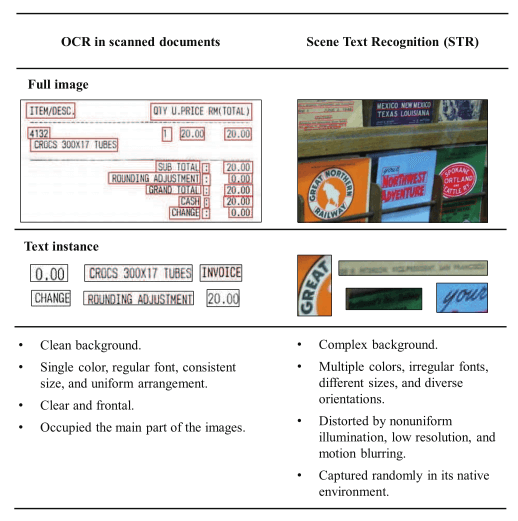 OCR in scanned documents
Scene Text Recognition (STR)
Full image
ITEM/DESC. QTY U.PRICE RM(TOTAL)
4132 1 20.00 20.00
CROCS 300X17 TUBES
SUB TOTAL : 20.00
ROUNDING ADJUSTMENT : 0.00
GRAND TOTAL : 20.00
CASH : 20.00
CHANGE : 0.00
MEXICO NEW MEXICO
TEXAS LOUISIANA
GREAT NORTHERN
RAILWAY
your
NORTHWEST
ADVENTURE
SPOKANE
PORTLAND
AND
SEATTLE RY
Text instance
0.00 CROCS 300X17 TUBES INVOICE
CHANGE ROUNDING ADJUSTMENT 20.00
GREAT
VICE-PRESIDENT, SAN FRANCISCO
your
• Clean background.
• Single color, regular font, consistent
size, and uniform arrangement.
• Clear and frontal.
• Occupied the main part of the images.
• Complex background.
• Multiple colors, irregular fonts,
different sizes, and diverse
orientations.
• Distorted by nonuniform
illumination, low resolution, and
motion blurring.
• Captured randomly in its native
environment.